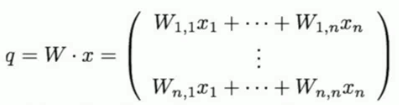 W₁,₁x₁ + ⋯ + W₁,ₙxₙ
q = W · x = ( ⋮ )
Wₙ,₁x₁ + ⋯ + Wₙ,ₙxₙ